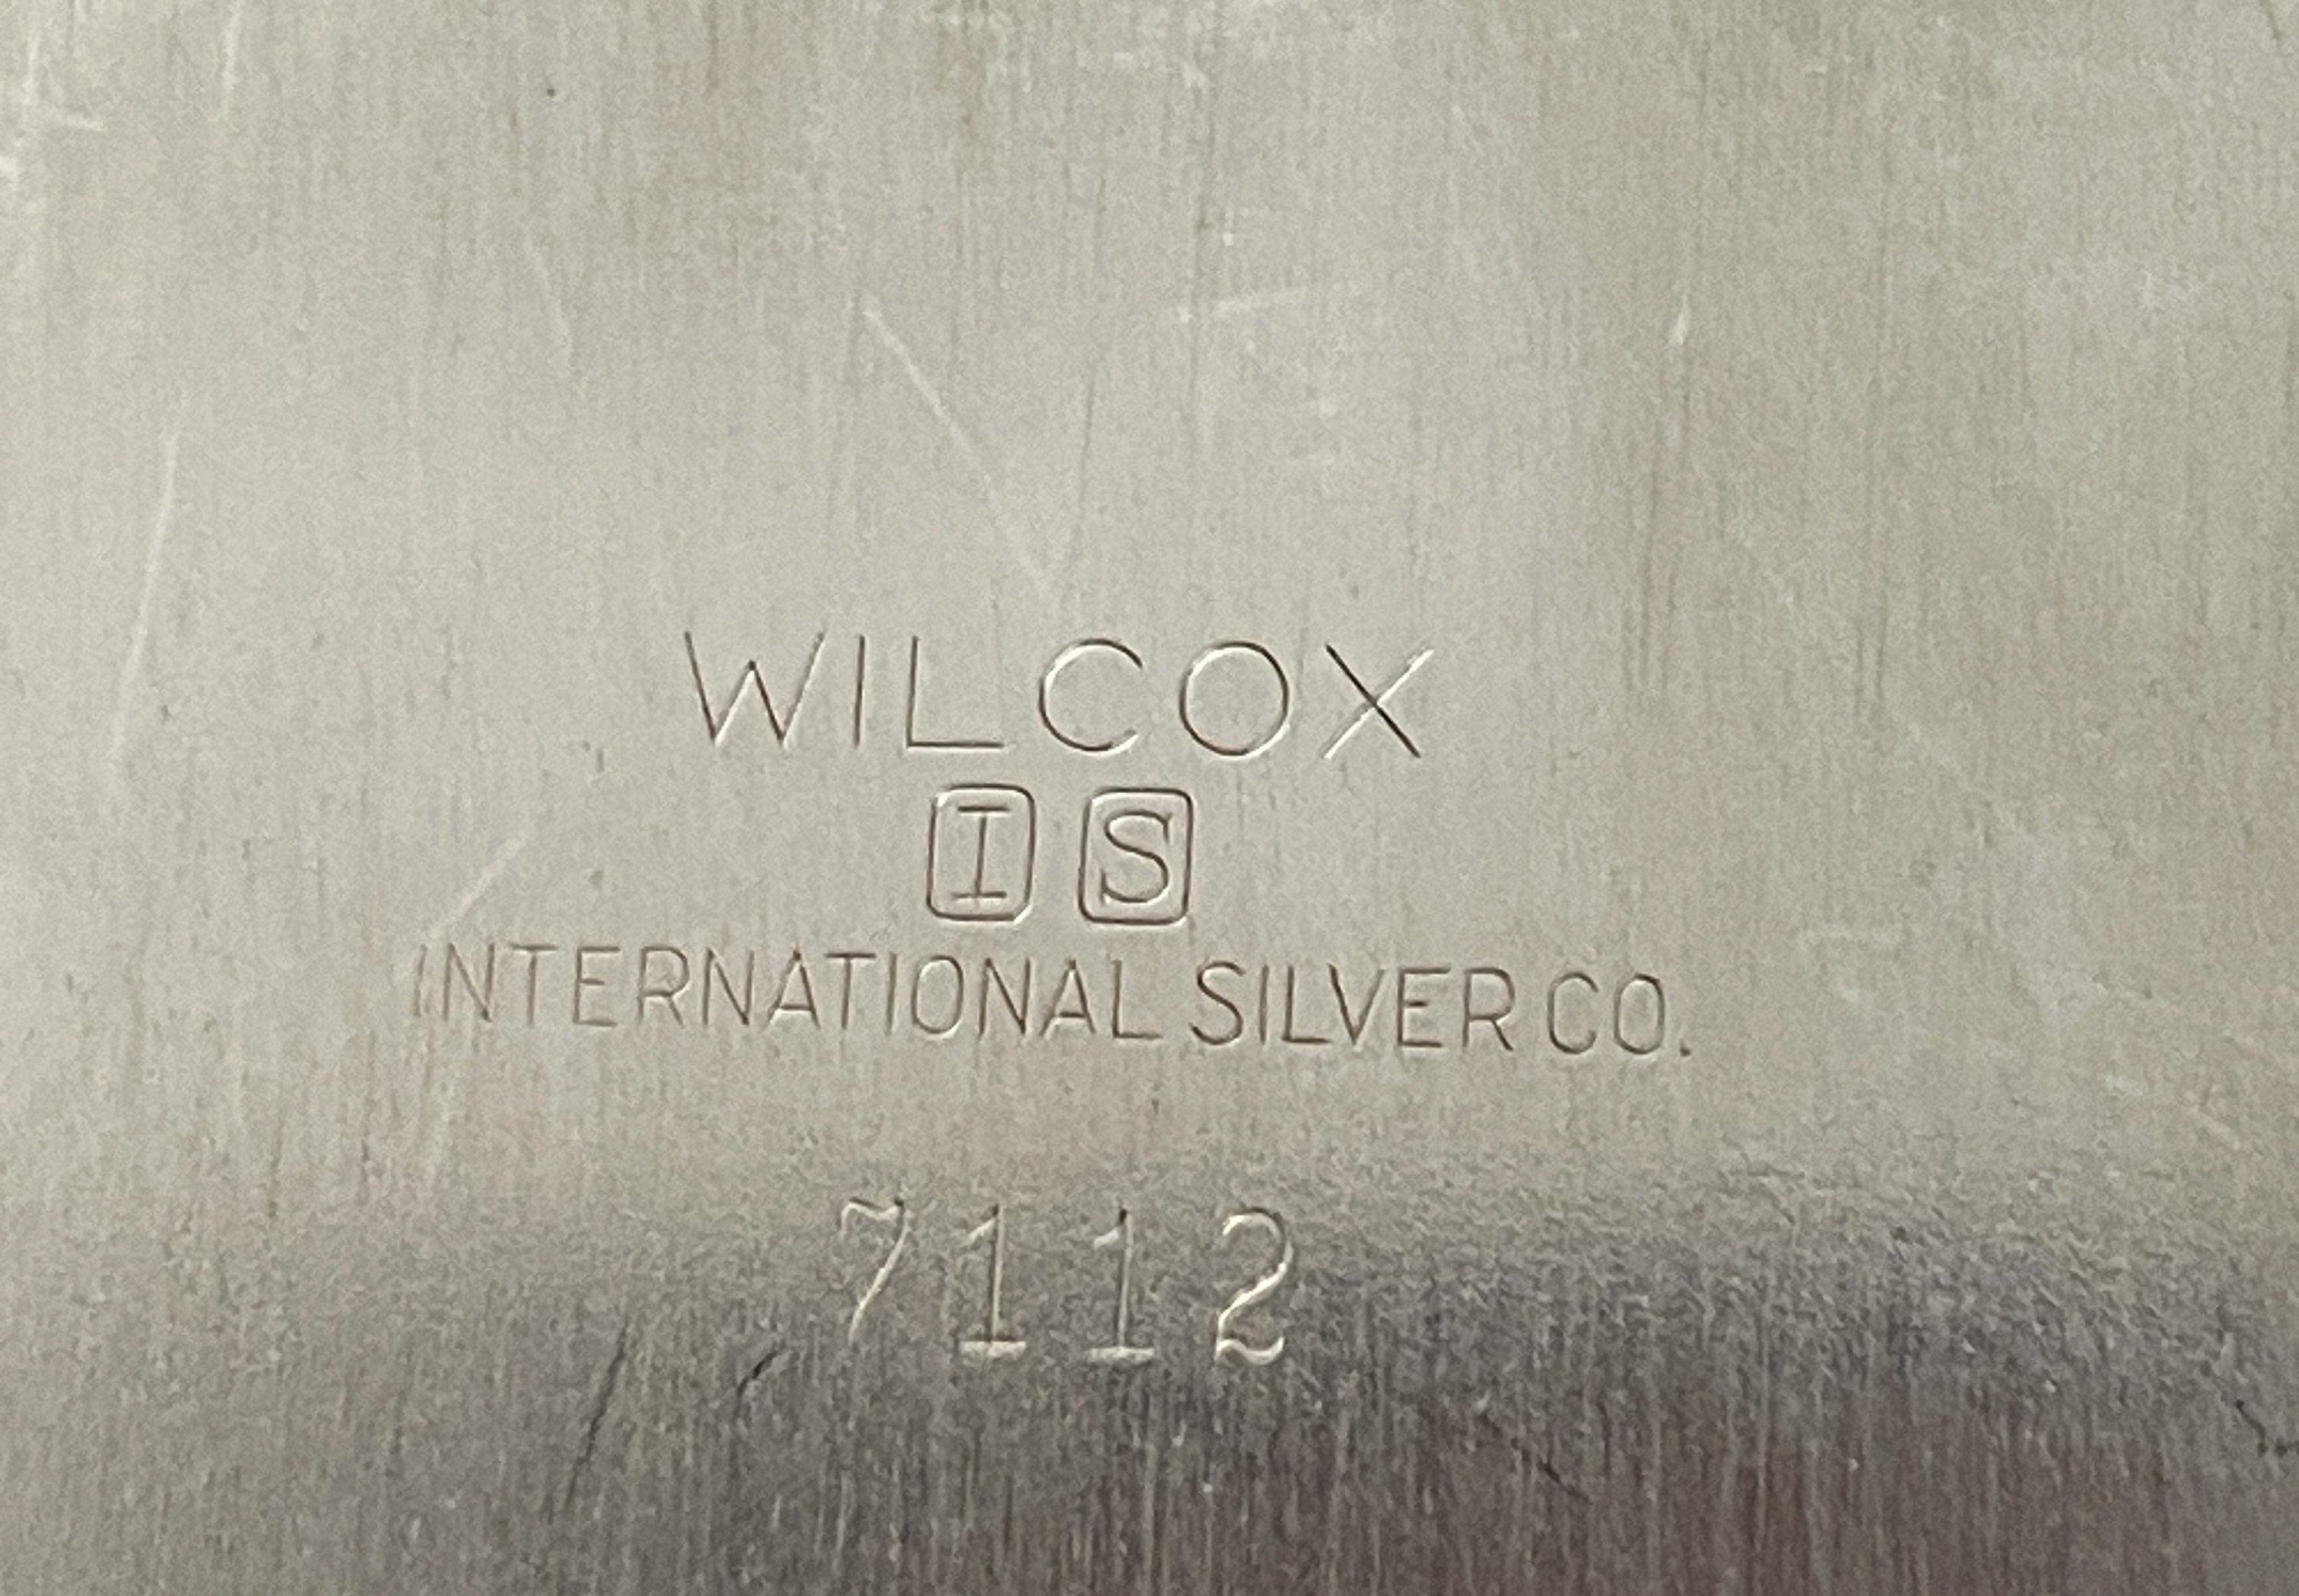 WILCOX
I S
INTERNATIONAL SILVER CO.
7112